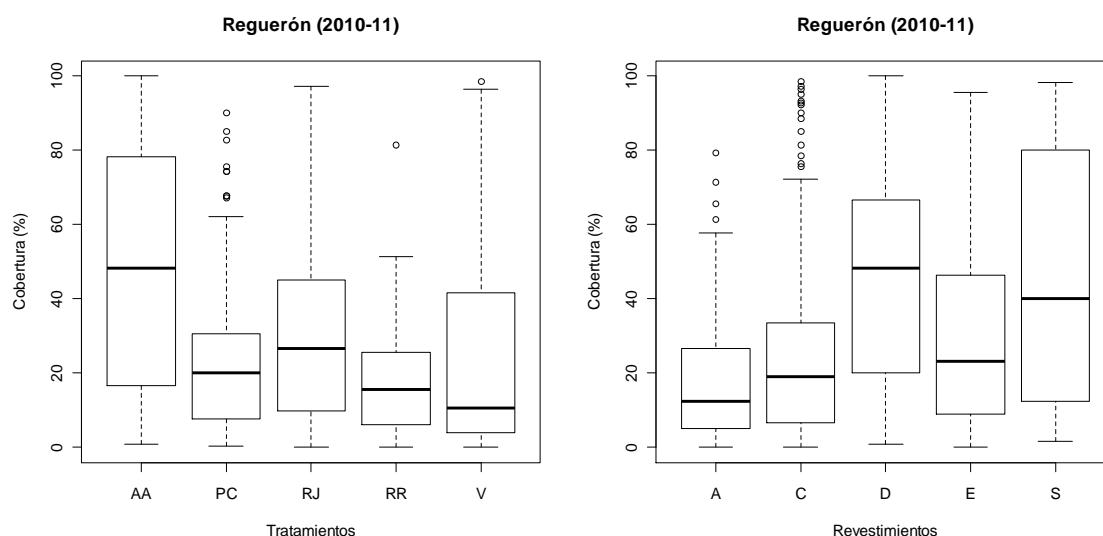 Reguerón (2010-11)
Cobertura (%)
100
80
60
40
20
0
AA PC RJ RR V
Tratamientos
Reguerón (2010-11)
Cobertura (%)
100
80
60
40
20
0
A C D E S
Revestimientos